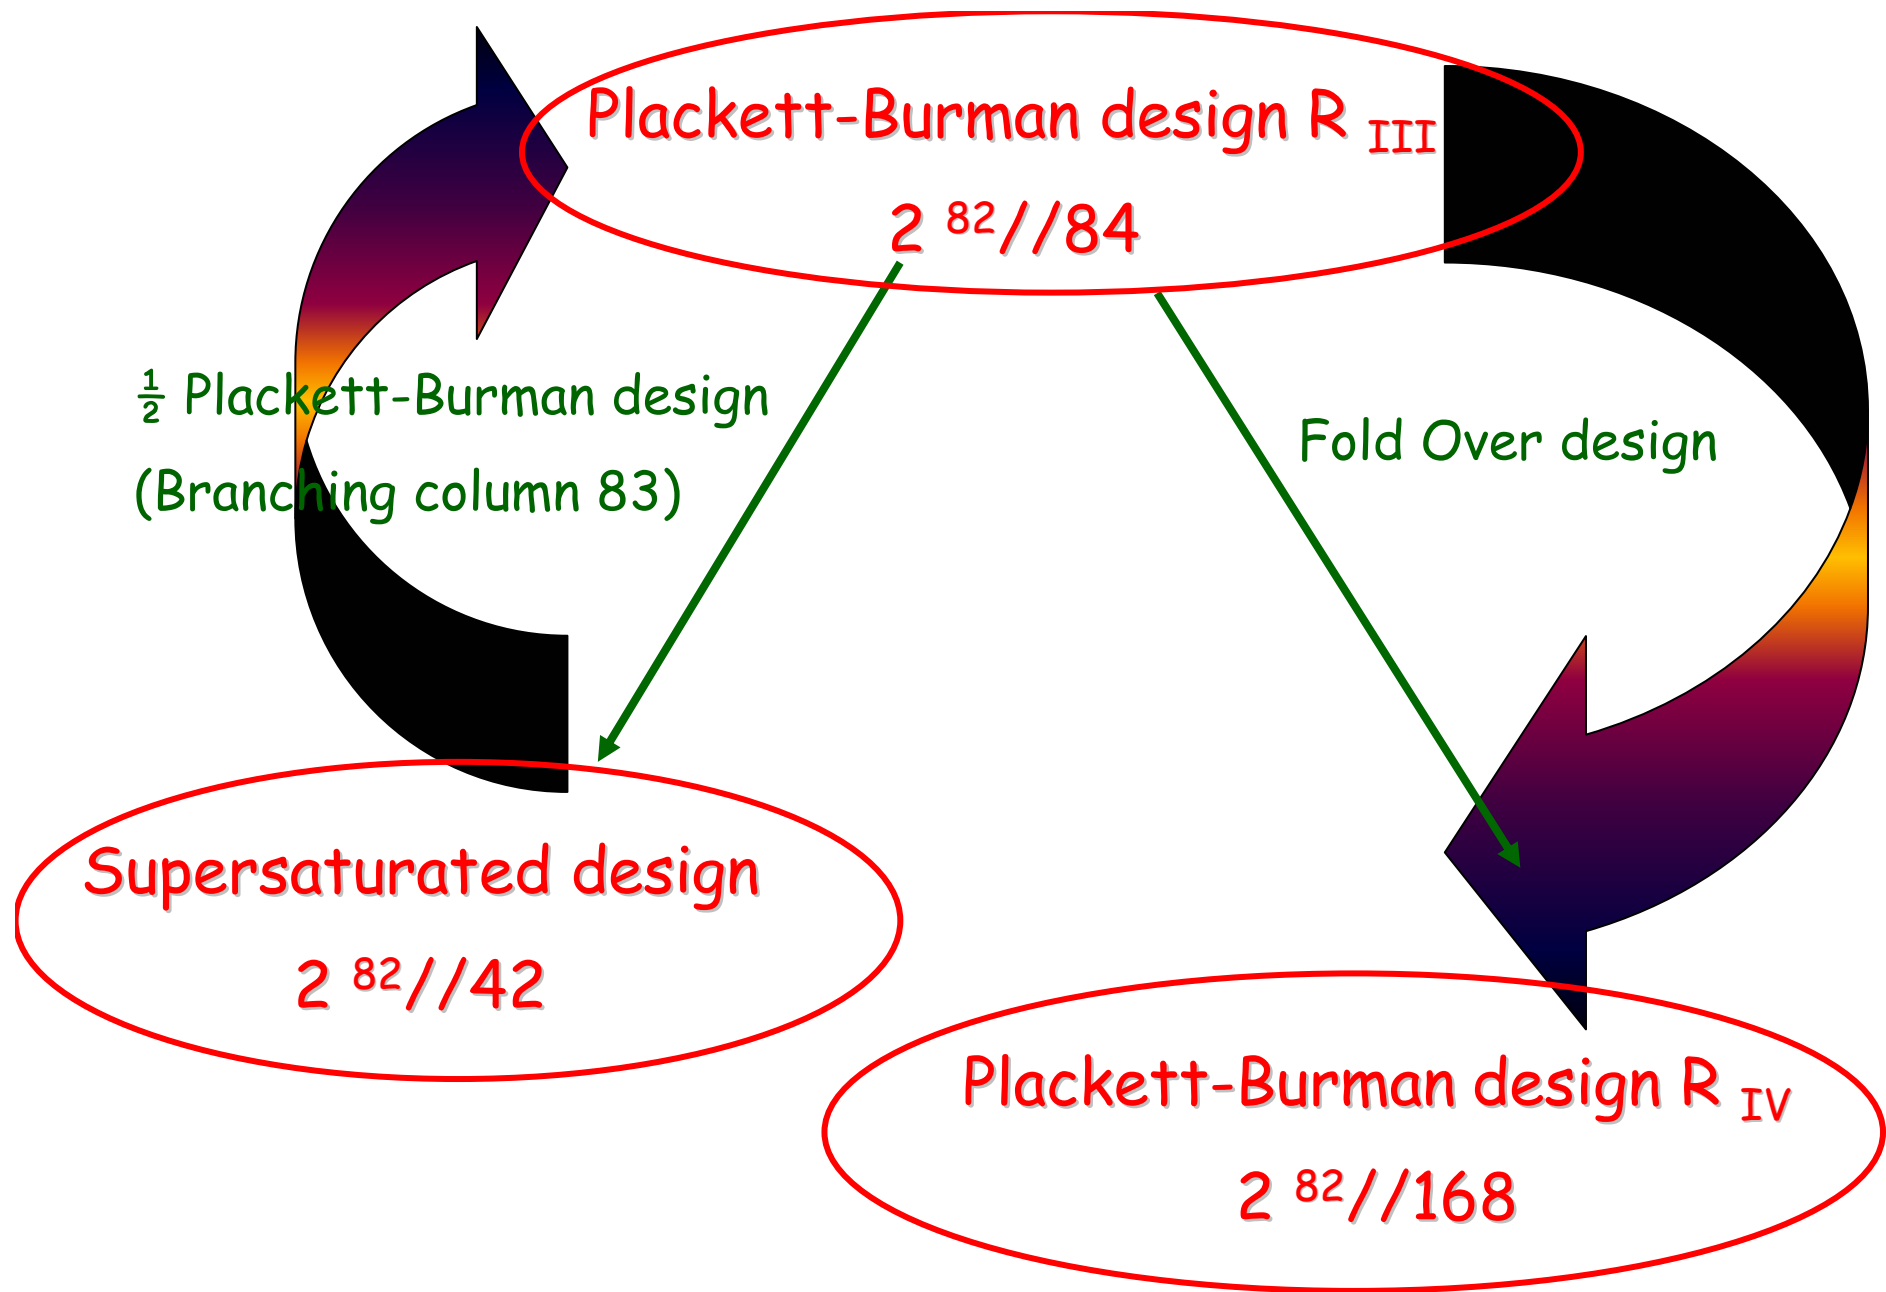 Plackett-Burman design R III
2 82//84
½ Plackett-Burman design
(Branching column 83)
Fold Over design
Supersaturated design
2 82//42
Plackett-Burman design R IV
2 82//168